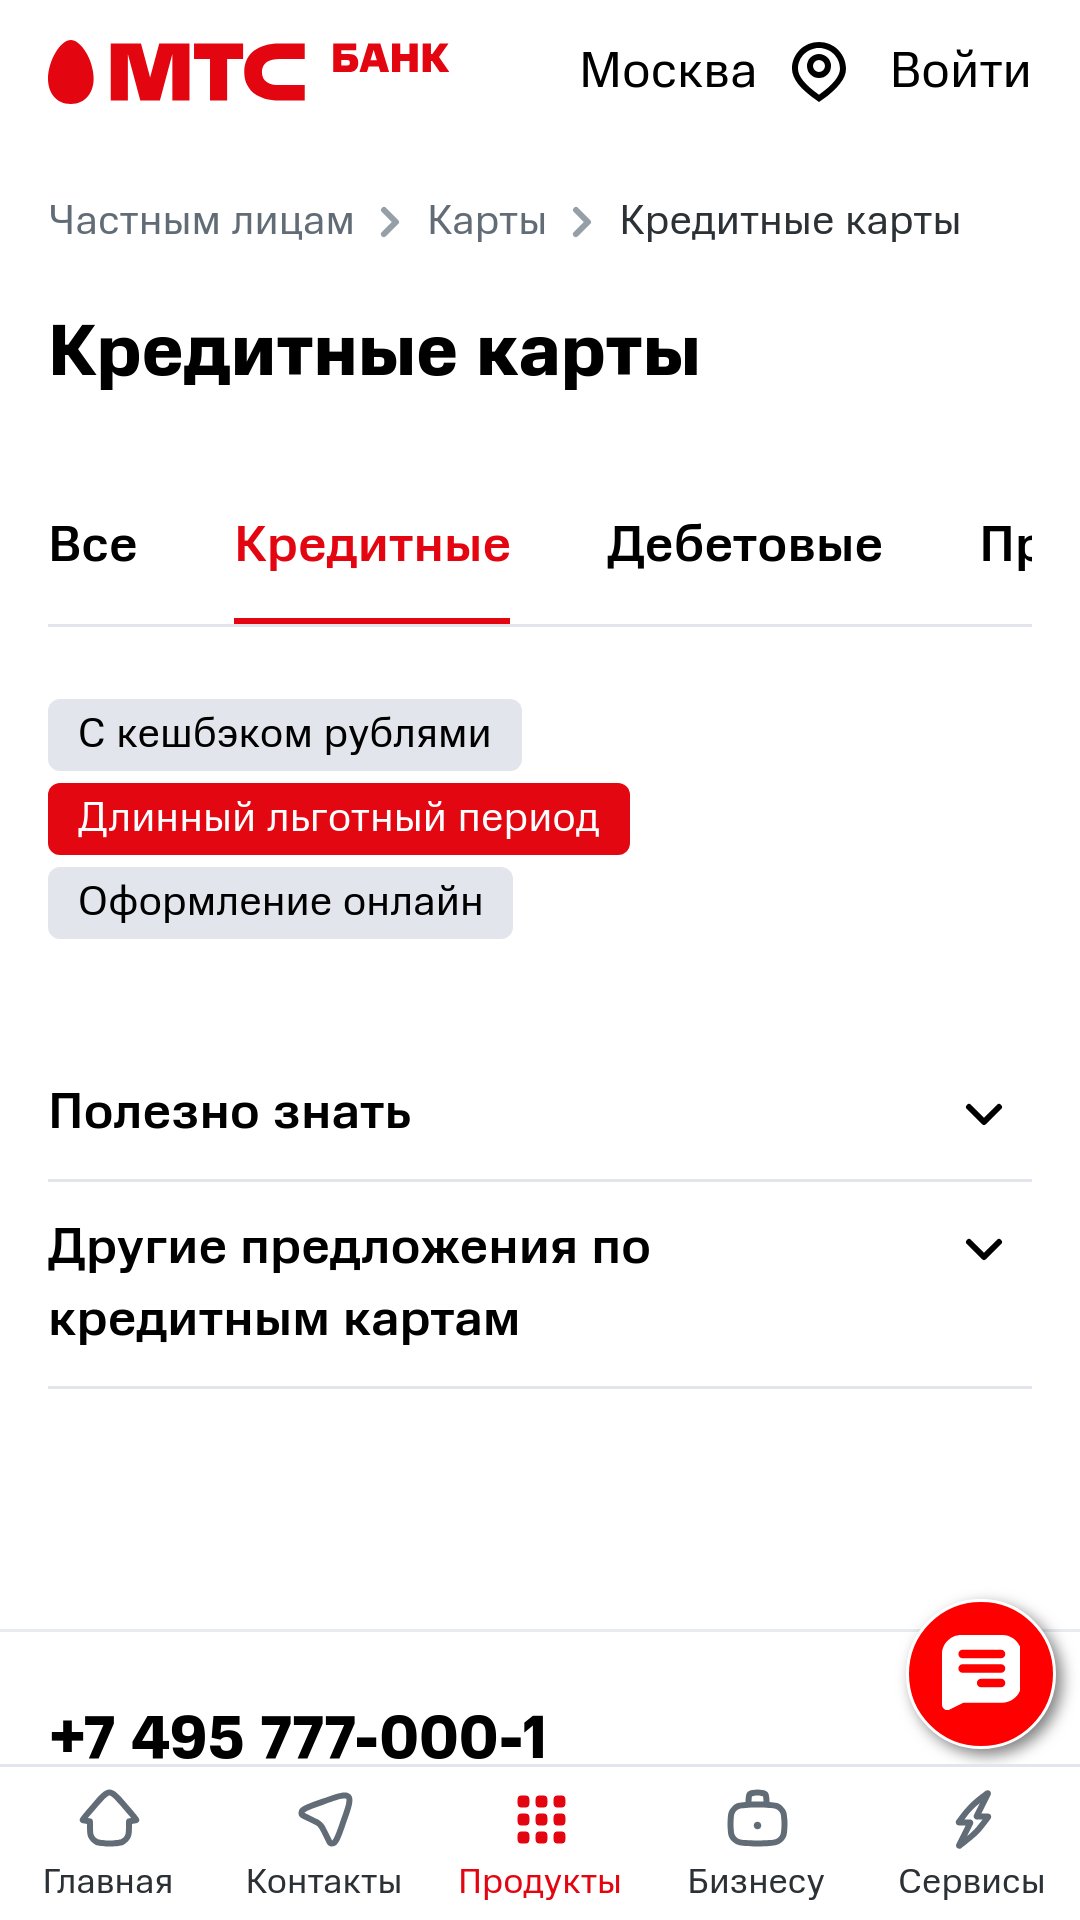 МТС БАНК
Москва
Войти
Частным лицам
Карты
Кредитные карты
Кредитные карты
Все
Кредитные
Дебетовые
Пр
С кешбэком рублями
Длинный льготный период
Оформление онлайн
Полезно знать
Другие предложения по
кредитным картам
+7 495 777-000-1
Главная
Контакты
Продукты
Бизнесу
Сервисы